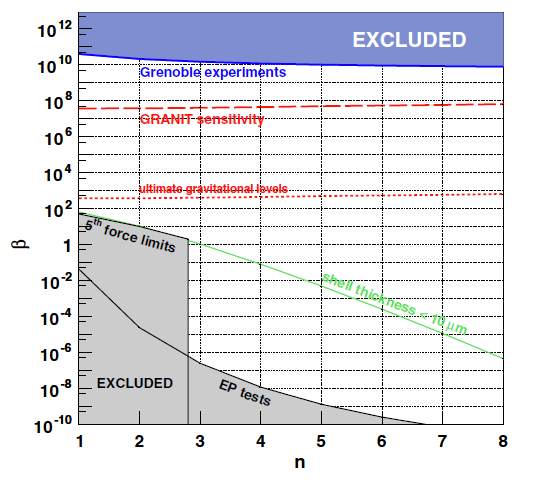 10^12
EXCLUDED
10^10
Grenoble experiments
10^8
GRANIT sensitivity
10^6
10^4
ultimate gravitational levels
10^2
5^th force limits
β
1
10^-2
shell thickness < 10 μm
10^-4
10^-6
EXCLUDED
EP tests
10^-8
10^-10
1 2 3 4 5 6 7 8
n